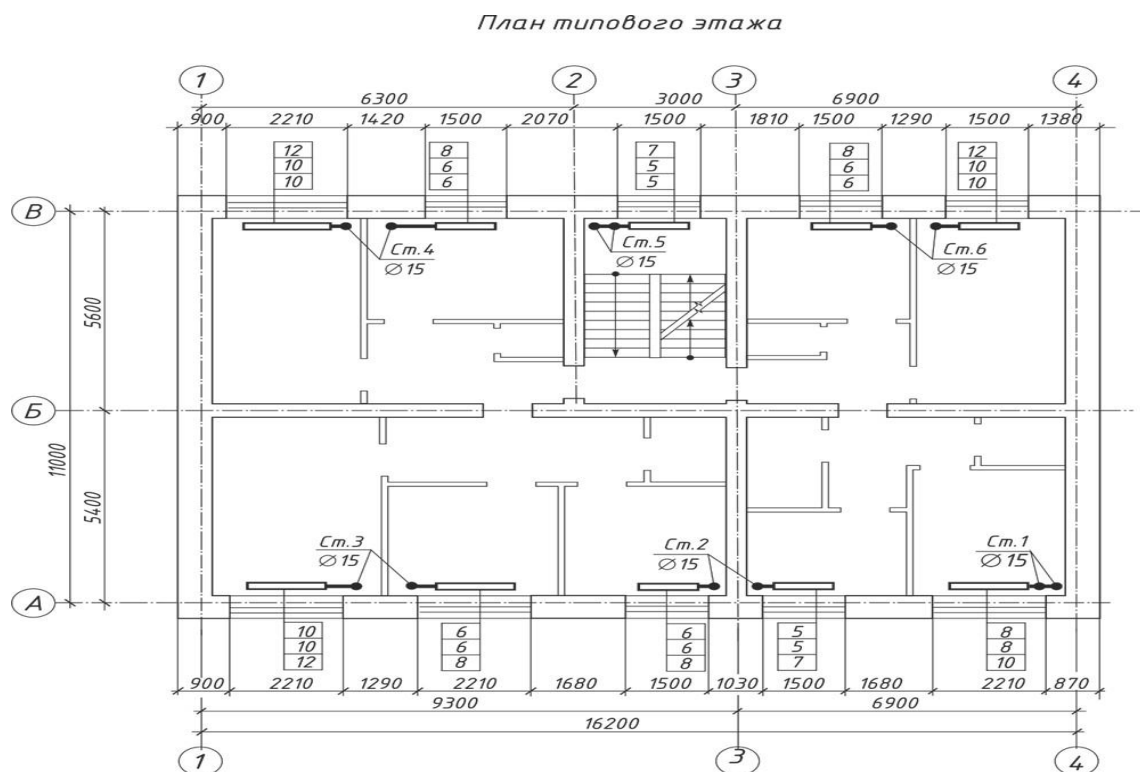 План типового этажа
1 2 3 4
6300 3000 6900
900 2210 1420 1500 2070 1500 1810 1500 1290 1500 1380
12 8 7 8 12
10 6 5 6 10
10 6 5 6 10
В
Ст.4 Ст.5 Ст.6
Ø 15 Ø 15 Ø 15
5600
Б
11000
5400
Ст.3 Ст.2 Ст.1
Ø 15 Ø 15 Ø 15
А
10 6 6 5 8
10 6 6 5 8
12 8 8 7 10
900 2210 1290 2210 1680 1500 1030 1500 1680 2210 870
9300 6900
16200
1 3 4